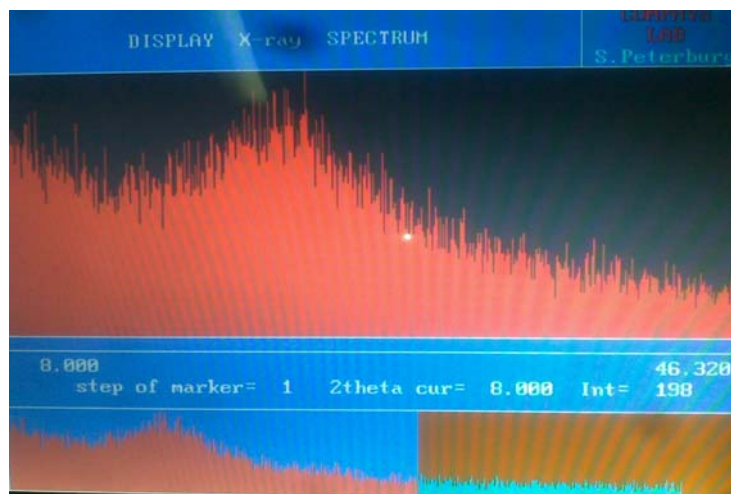 DISPLAY X-ray SPECTRUM
LAB
S.Peterburg
8.000 46.320
step of marker= 1 2theta cur= 8.000 Int= 198